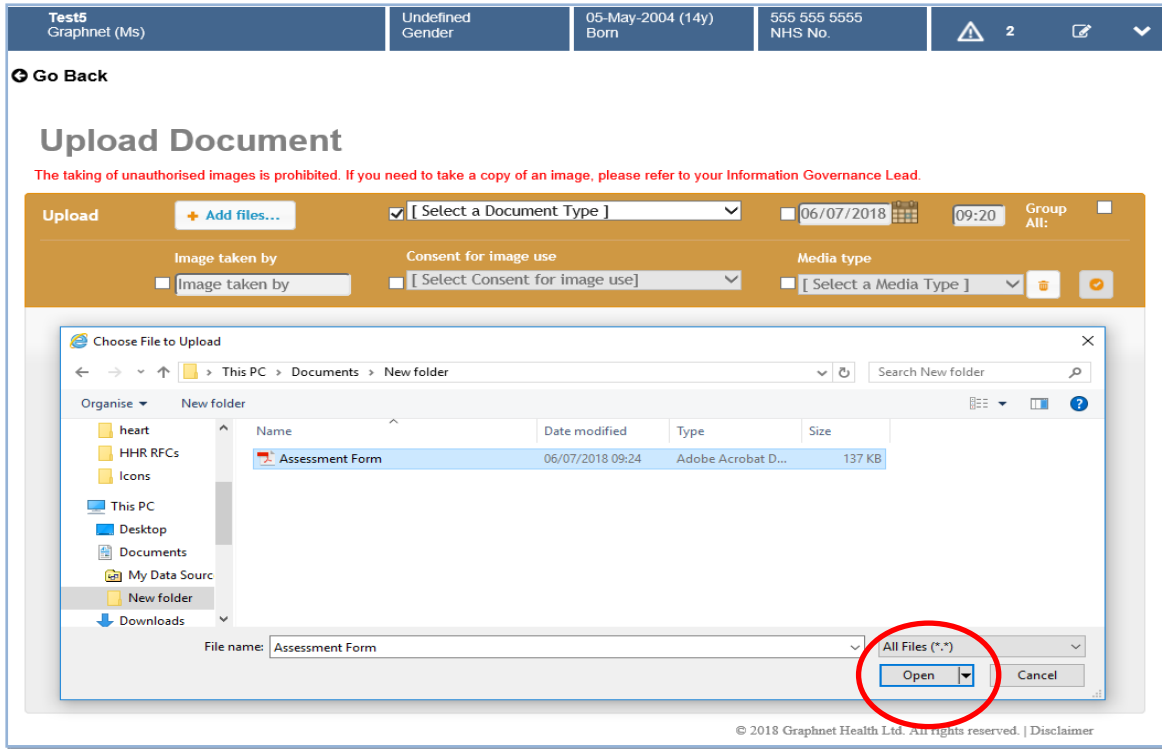 Test5 Undefined 05-May-2004 (14y) 555 555 5555 2
Graphnet (Ms) Gender Born NHS No.
Go Back
Upload Document
The taking of unauthorised images is prohibited. If you need to take a copy of an image, please refer to your Information Governance Lead.
Upload + Add files... [ Select a Document Type ] 06/07/2018 09:20 Group All:
Image taken by Consent for image use Media type
Image taken by [ Select Consent for image use] [ Select a Media Type ]
Choose File to Upload
This PC > Documents > New folder Search New folder
Organise New folder
heart Name Date modified Type Size
HHR RFCs Assessment Form 06/07/2018 09:24 Adobe Acrobat D... 137 KB
Icons
This PC
Desktop
Documents
My Data Sourc
New folder
Downloads
File name: Assessment Form All Files (*.*)
Open Cancel
© 2018 Graphnet Health Ltd. All rights reserved. | Disclaimer